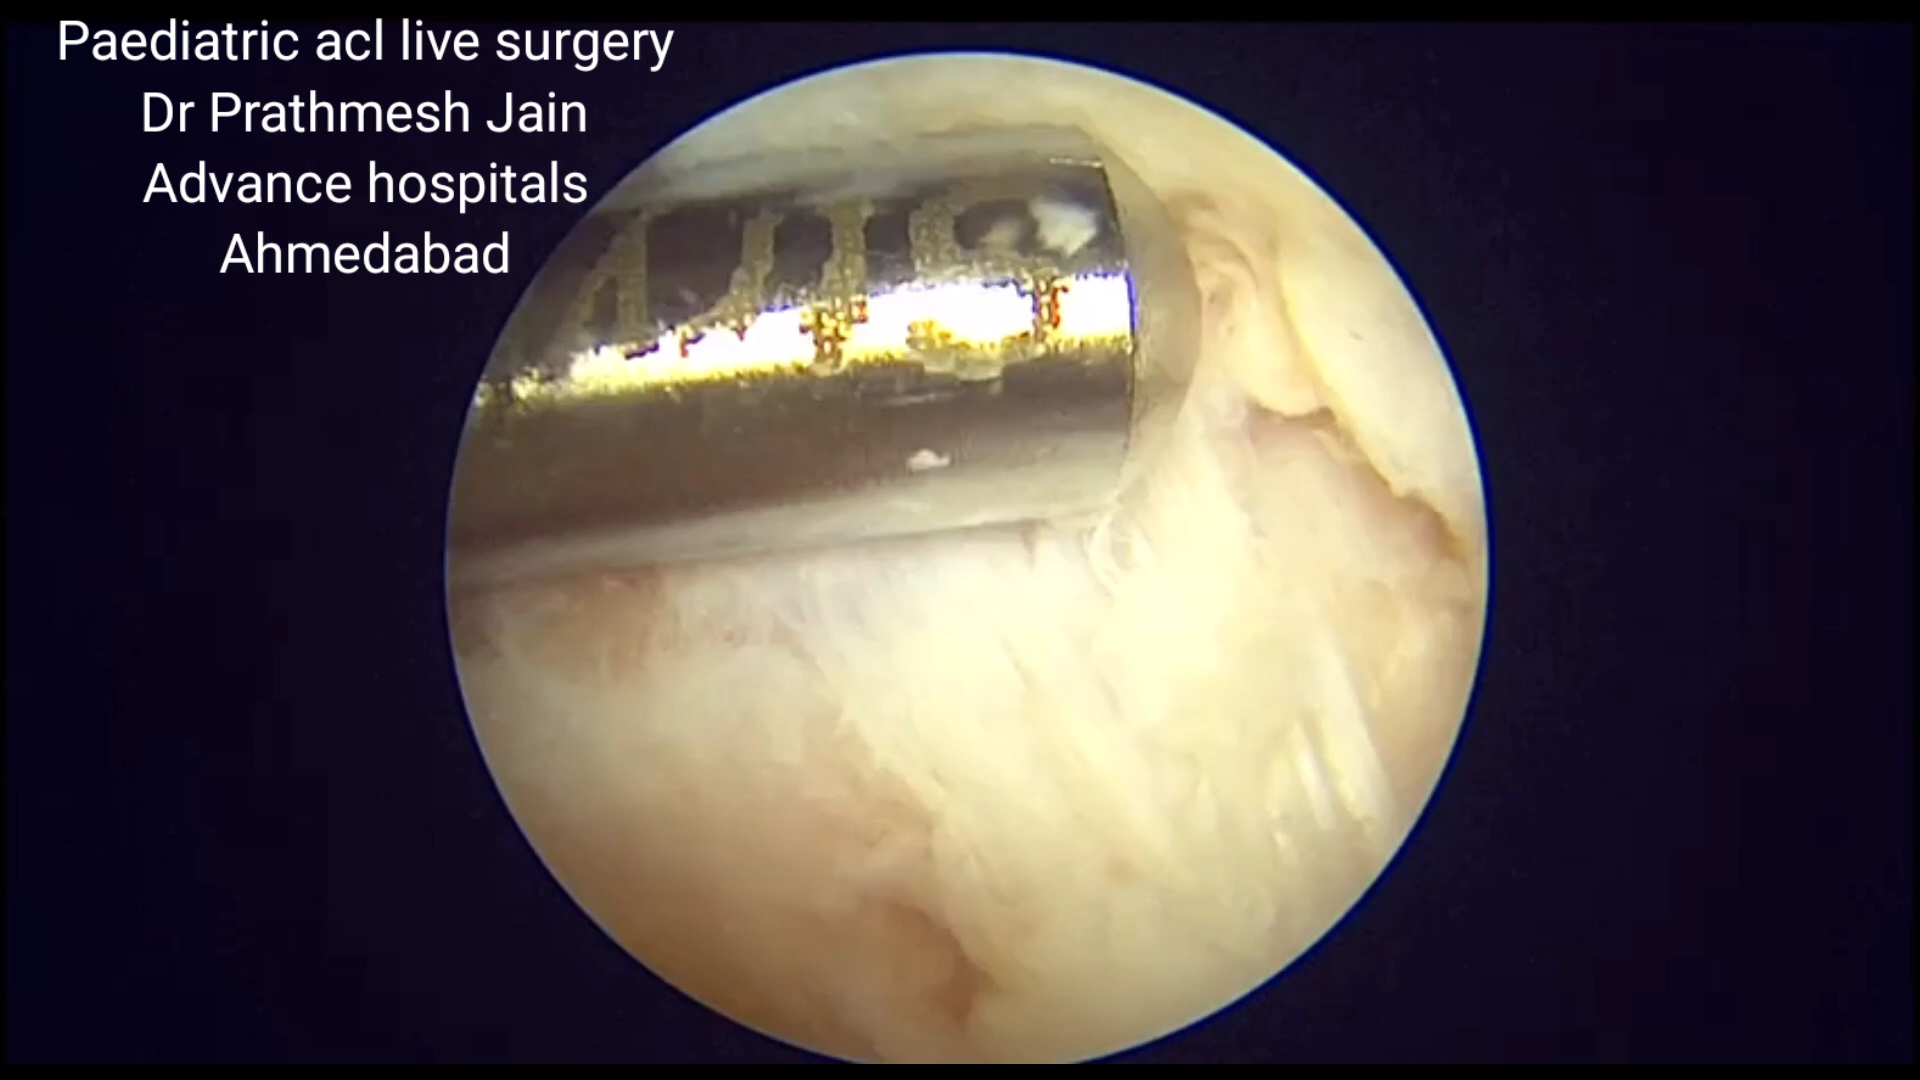 Paediatric acl live surgery
Dr Prathmesh Jain
Advance hospitals
Ahmedabad